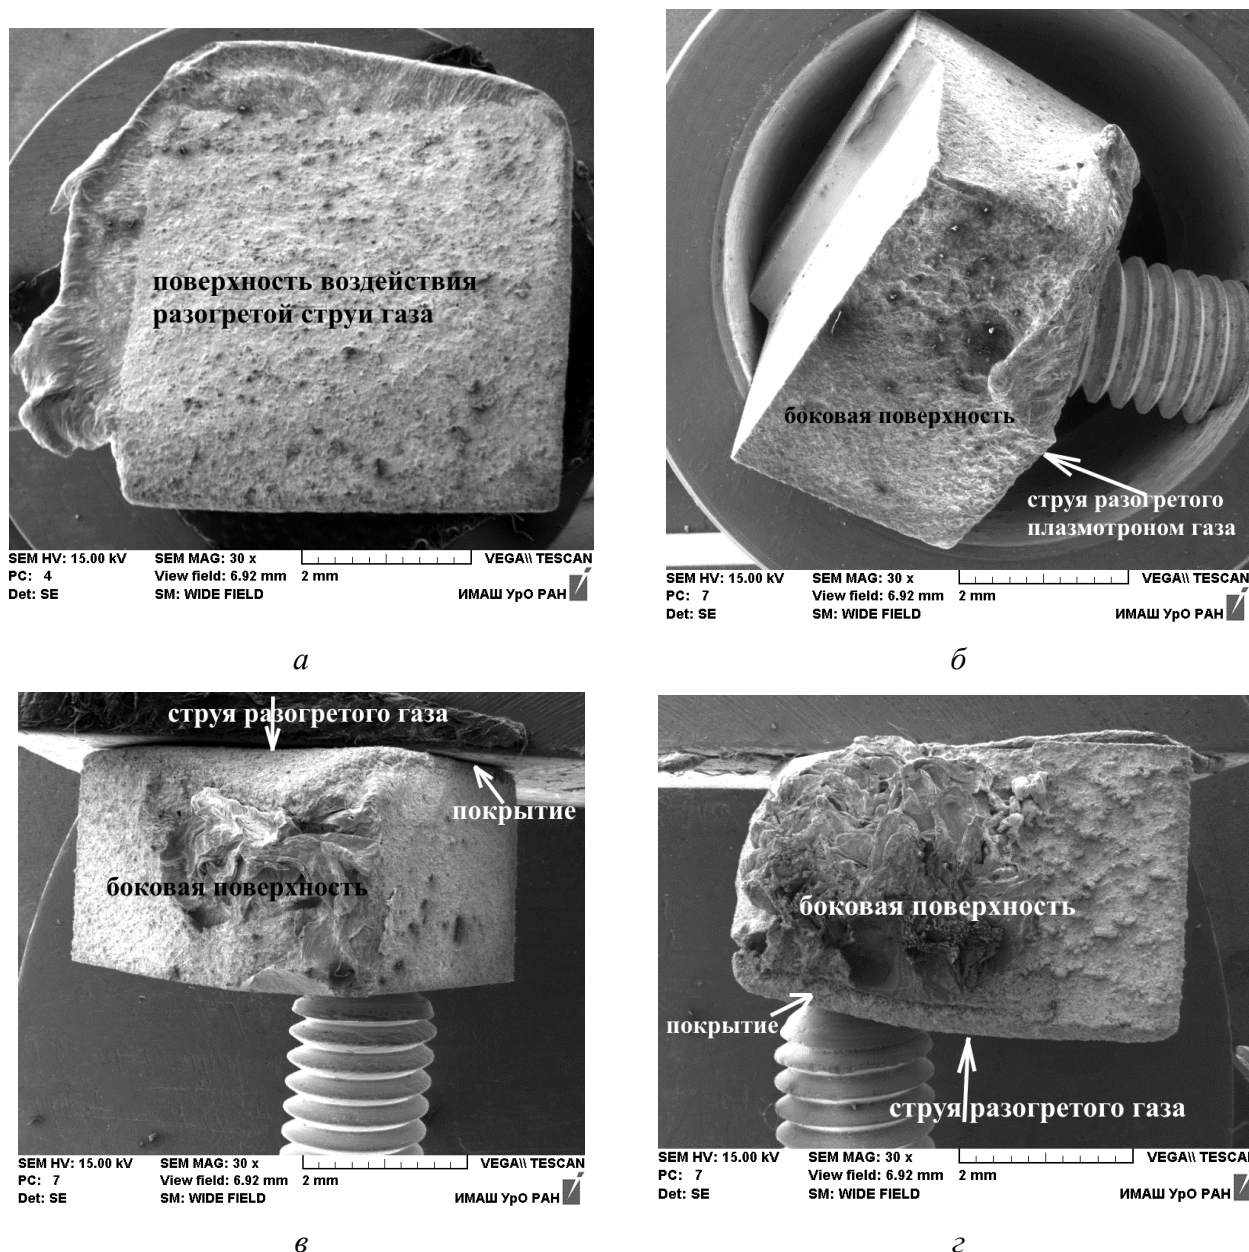 поверхность воздействия
разогретой струи газа
SEM HV: 15.00 kV SEM MAG: 30 x VEGA\\ TESCAN
PC: 4 View field: 6.92 mm 2 mm
Det: SE SM: WIDE FIELD ИМАШ УрО РАН
а
боковая поверхность
струя разогретого
плазмотроном газа
SEM HV: 15.00 kV SEM MAG: 30 x VEGA\\ TESCAN
PC: 7 View field: 6.92 mm 2 mm
Det: SE SM: WIDE FIELD ИМАШ УрО РАН
б
струя разогретого газа
покрытие
боковая поверхность
SEM HV: 15.00 kV SEM MAG: 30 x VEGA\\ TESCAN
PC: 7 View field: 6.92 mm 2 mm
Det: SE SM: WIDE FIELD ИМАШ УрО РАН
в
боковая поверхность
покрытие
струя разогретого газа
SEM HV: 15.00 kV SEM MAG: 30 x VEGA\\ TESCAN
PC: 7 View field: 6.92 mm 2 mm
Det: SE SM: WIDE FIELD ИМАШ УрО РАН
г